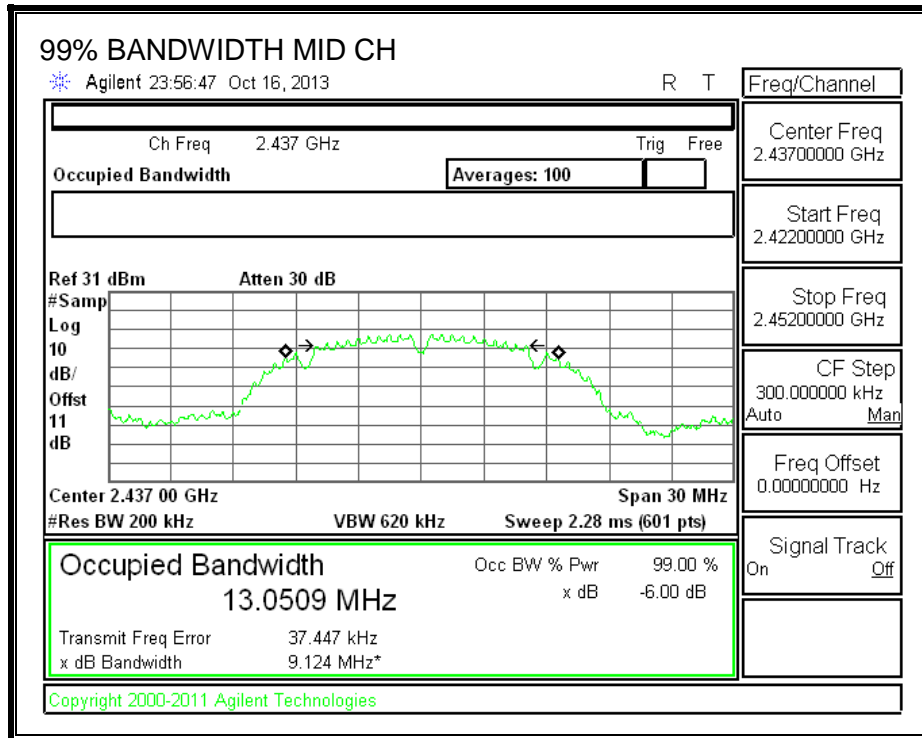 99% BANDWIDTH MID CH
Agilent 23:56:47 Oct 16, 2013 R T
Freq/Channel
Ch Freq 2.437 GHz Trig Free
Occupied Bandwidth Averages: 100
Center Freq
2.43700000 GHz
Start Freq
2.42200000 GHz
Stop Freq
2.45200000 GHz
CF Step
300.000000 kHz
Auto Man
Freq Offset
0.00000000 Hz
Signal Track
On Off
Ref 31 dBm Atten 30 dB
#Samp
Log
10
dB/
Offst
11
dB
Center 2.437 00 GHz Span 30 MHz
#Res BW 200 kHz VBW 620 kHz Sweep 2.28 ms (601 pts)
Occupied Bandwidth Occ BW % Pwr 99.00 %
13.0509 MHz x dB -6.00 dB
Transmit Freq Error 37.447 kHz
x dB Bandwidth 9.124 MHz*
Copyright 2000-2011 Agilent Technologies